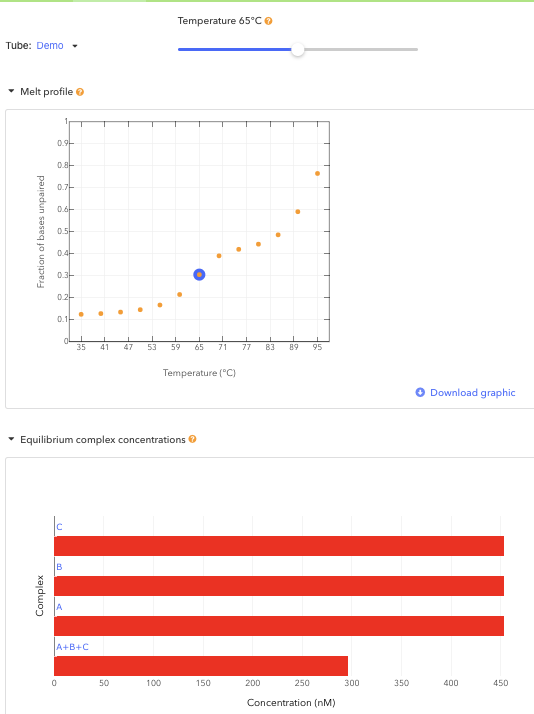 Temperature 65°C ?
Tube: Demo
Melt profile ?
1
0.9
0.8
0.7
0.6
0.5
0.4
0.3
0.2
0.1
0
Fraction of bases unpaired
35 41 47 53 59 65 71 77 83 89 95
Temperature (°C)
Download graphic
Equilibrium complex concentrations ?
Complex
C
B
A
A+B+C
0 50 100 150 200 250 300 350 400 450
Concentration (nM)